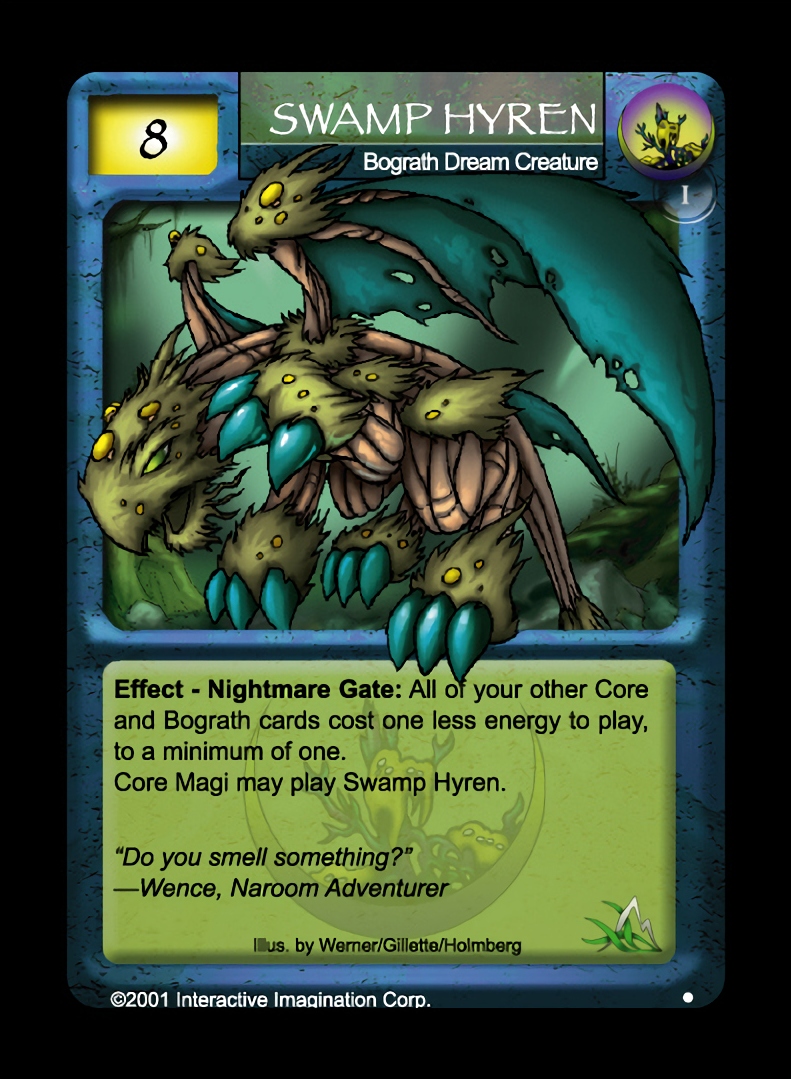 8
SWAMP HYREN
Bograth Dream Creature
I
Effect - Nightmare Gate: All of your other Core
and Bograth cards cost one less energy to play,
to a minimum of one.
Core Magi may play Swamp Hyren.
“Do you smell something?”
—Wence, Naroom Adventurer
Illus. by Werner/Gillette/Holmberg
©2001 Interactive Imagination Corp.